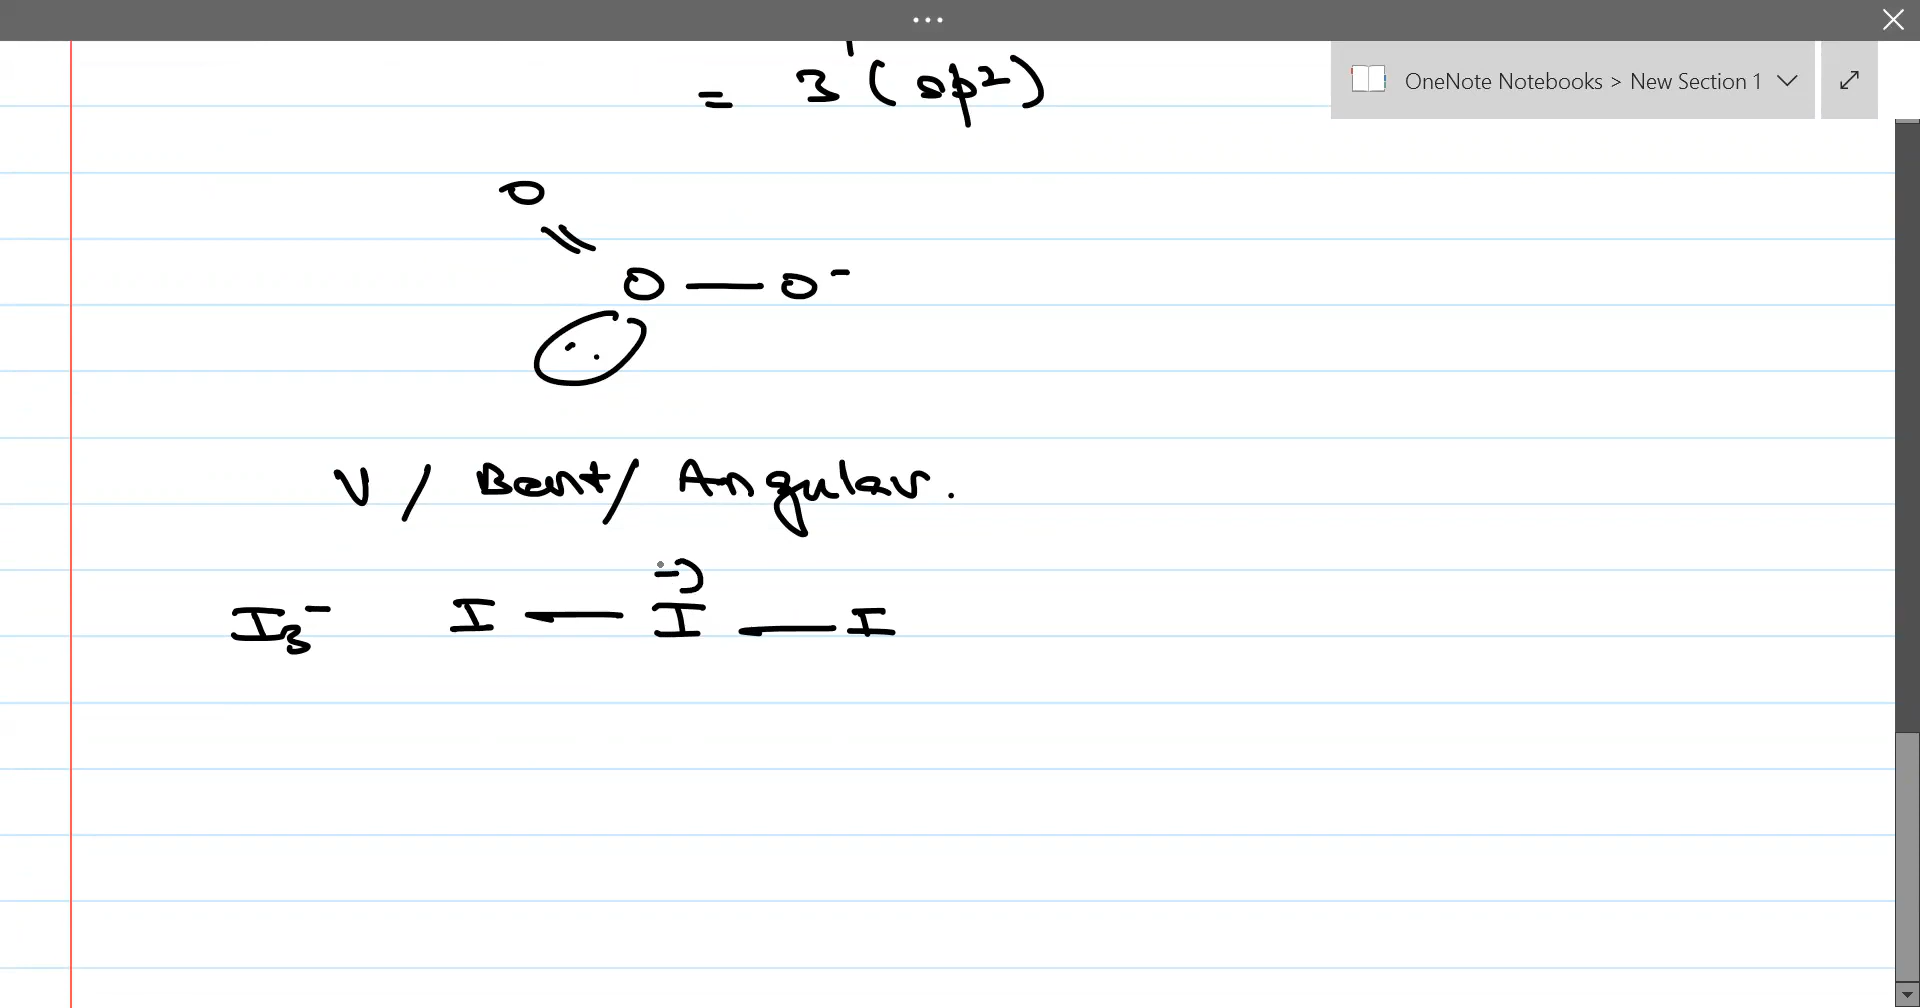 ...
OneNote Notebooks > New Section 1
= 3 (sp²)
O
=
O — O⁻
..
V / Bent / Angular.
I₃⁻ I — I — I